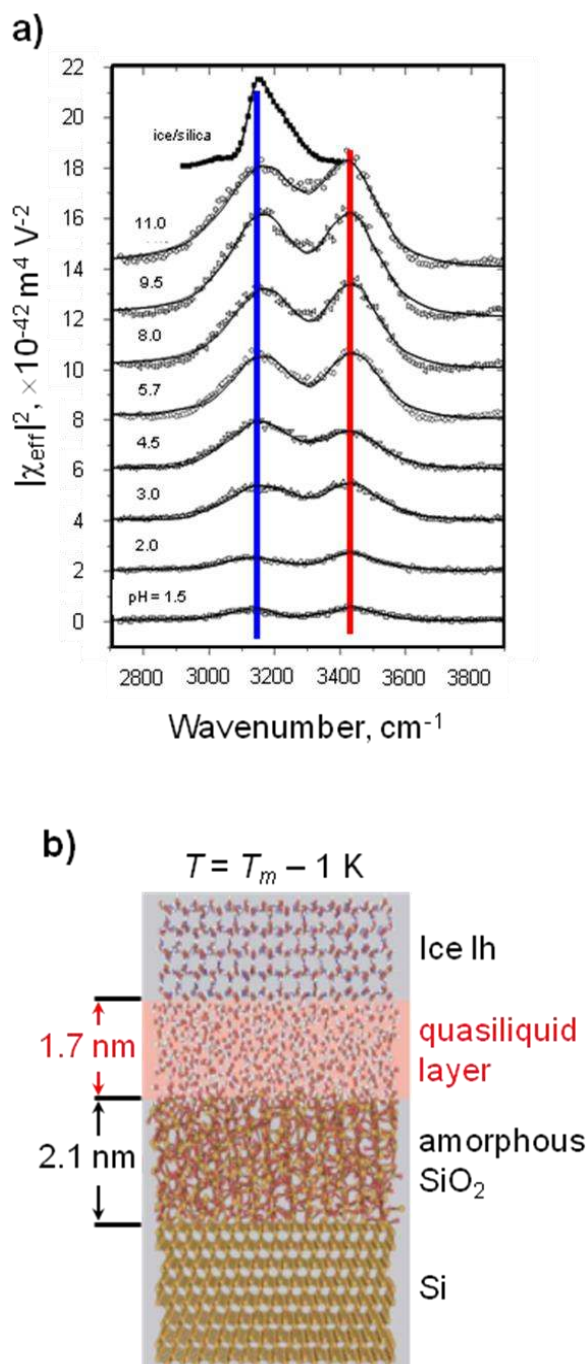 a)
22
20
18
16
14
12
10
8
6
4
2
0
|χeff|², ×10-42 m4 V-2
ice/silica
11.0
9.5
8.0
5.7
4.5
3.0
2.0
pH = 1.5
2800 3000 3200 3400 3600 3800
Wavenumber, cm-1
b)
T = Tm – 1 K
Ice Ih
1.7 nm
quasiliquid
layer
2.1 nm
amorphous
SiO2
Si